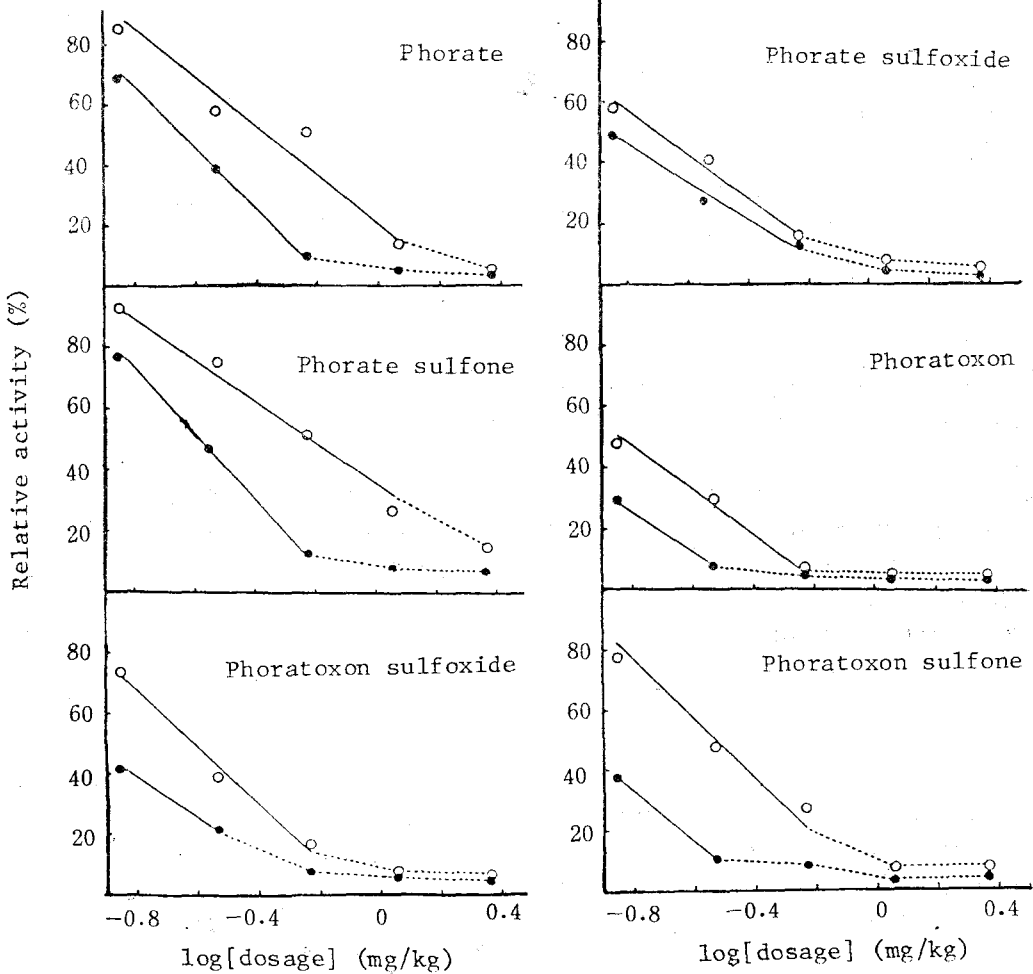 Relative activity (%)
Phorate
80
60
40
20
Phorate sulfoxide
80
60
40
20
Phorate sulfone
80
60
40
20
Phoratoxon
80
60
40
20
Phoratoxon sulfoxide
80
60
40
20
Phoratoxon sulfone
80
60
40
20
−0.8 −0.4 0 0.4
−0.8 −0.4 0 0.4
log[dosage] (mg/kg)
log[dosage] (mg/kg)